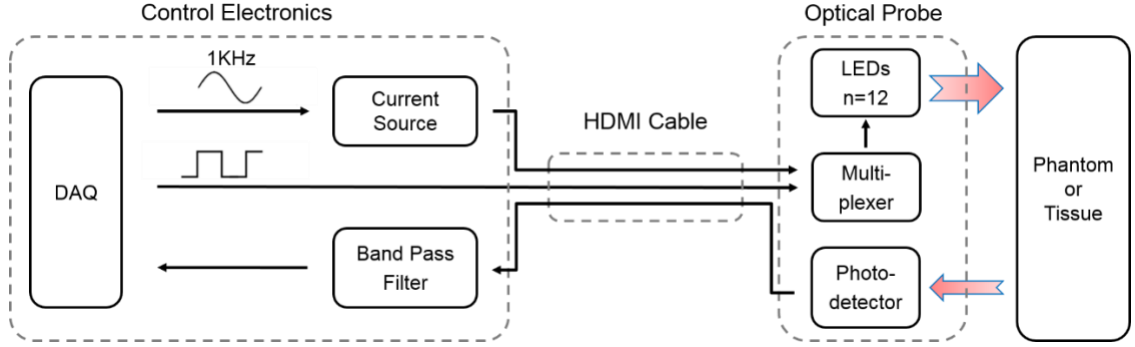 Control Electronics
Optical Probe
1KHz
DAQ
Current
Source
HDMI Cable
LEDs
n=12
Multi-
plexer
Phantom
or
Tissue
Band Pass
Filter
Photo-
detector